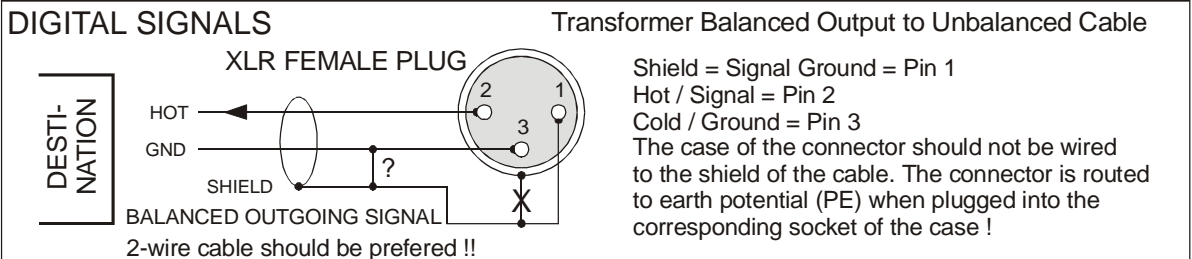 DIGITAL SIGNALS
Transformer Balanced Output to Unbalanced Cable
XLR FEMALE PLUG
DESTI-
NATION
HOT
GND
SHIELD
2
1
3
?
X
BALANCED OUTGOING SIGNAL
2-wire cable should be prefered !!
Shield = Signal Ground = Pin 1
Hot / Signal = Pin 2
Cold / Ground = Pin 3
The case of the connector should not be wired
to the shield of the cable. The connector is routed
to earth potential (PE) when plugged into the
corresponding socket of the case !